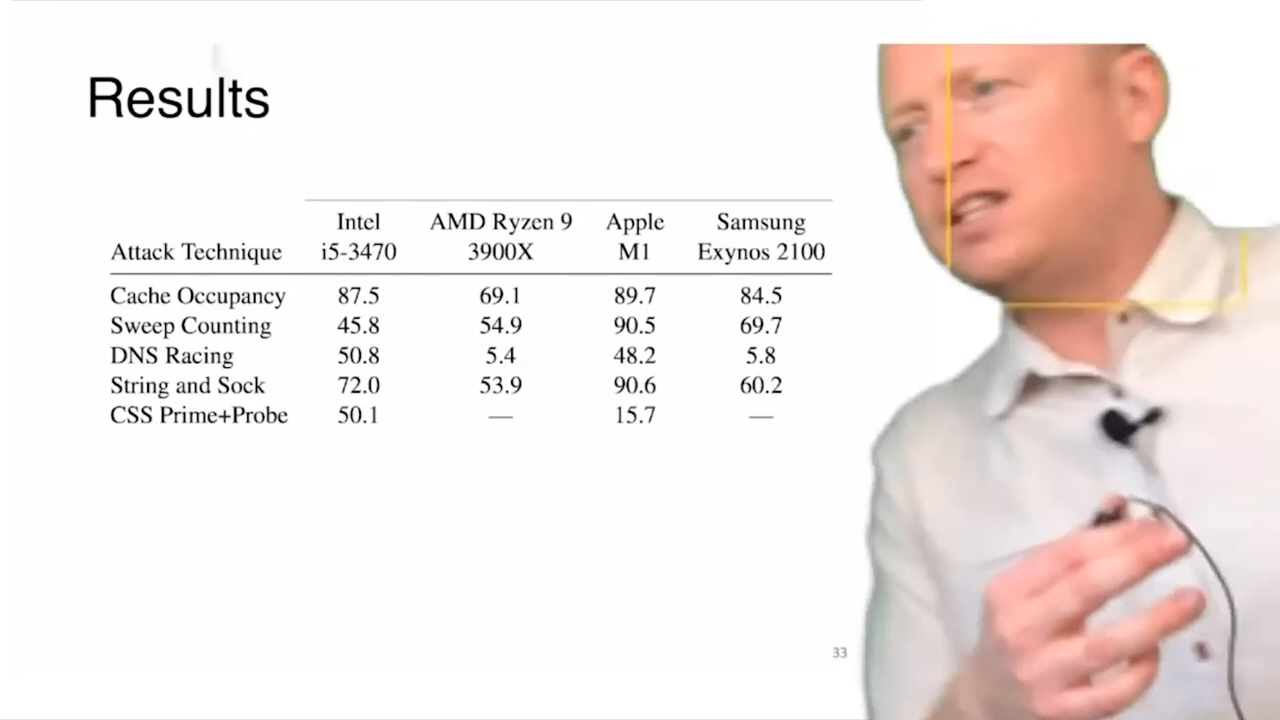 Results
Intel AMD Ryzen 9 Apple Samsung
Attack Technique i5-3470 3900X M1 Exynos 2100
Cache Occupancy 87.5 69.1 89.7 84.5
Sweep Counting 45.8 54.9 90.5 69.7
DNS Racing 50.8 5.4 48.2 5.8
String and Sock 72.0 53.9 90.6 60.2
CSS Prime+Probe 50.1 — 15.7 —
33